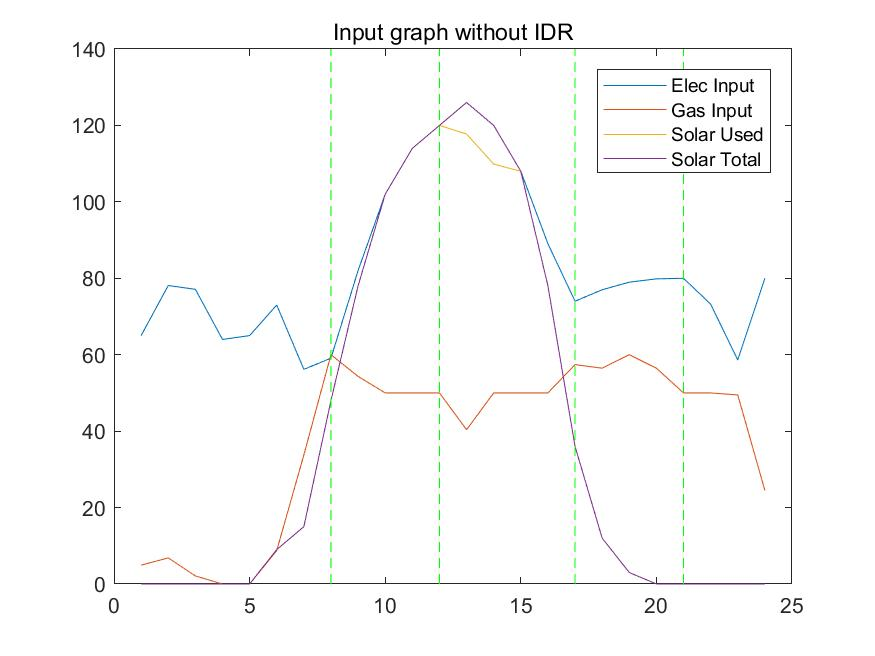 Input graph without IDR
140
120
100
80
60
40
20
0
Elec Input
Gas Input
Solar Used
Solar Total
0 5 10 15 20 25